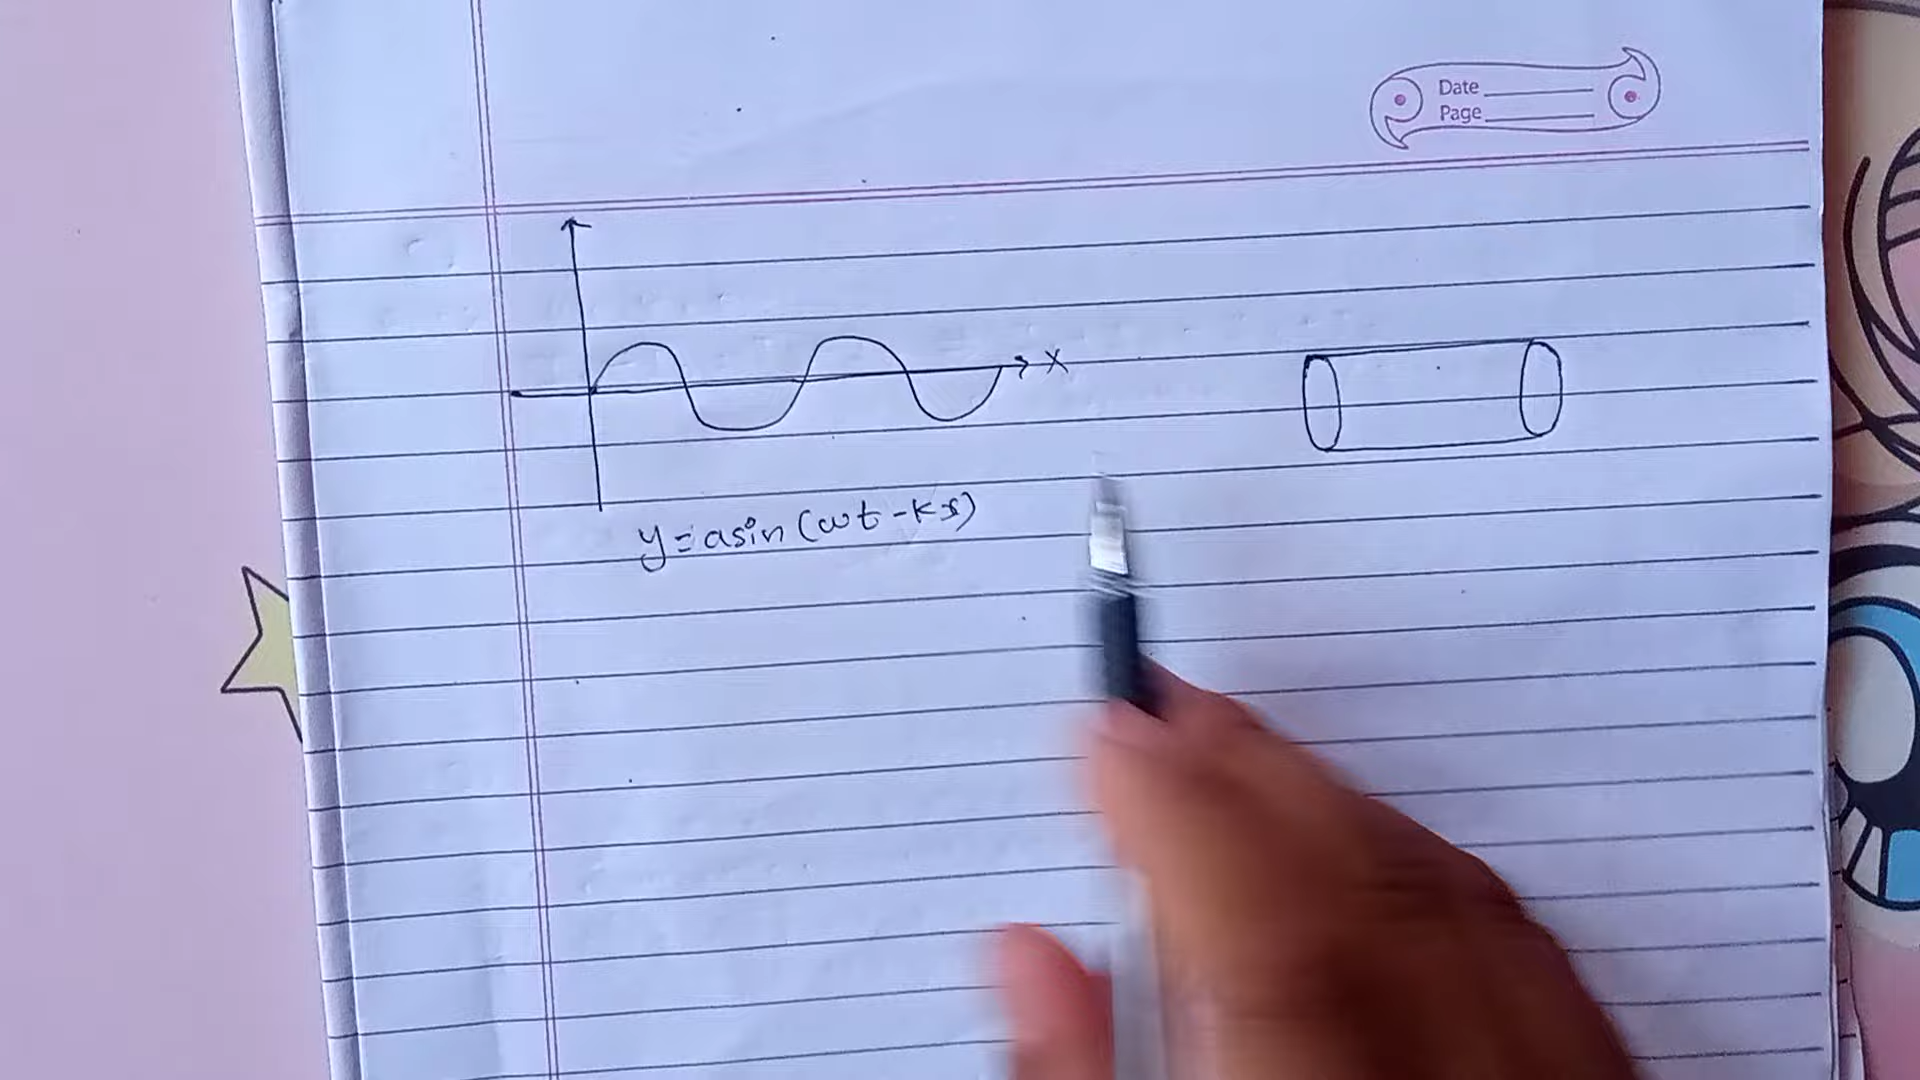 Date
Page
x
y = asin (ωt - kx)